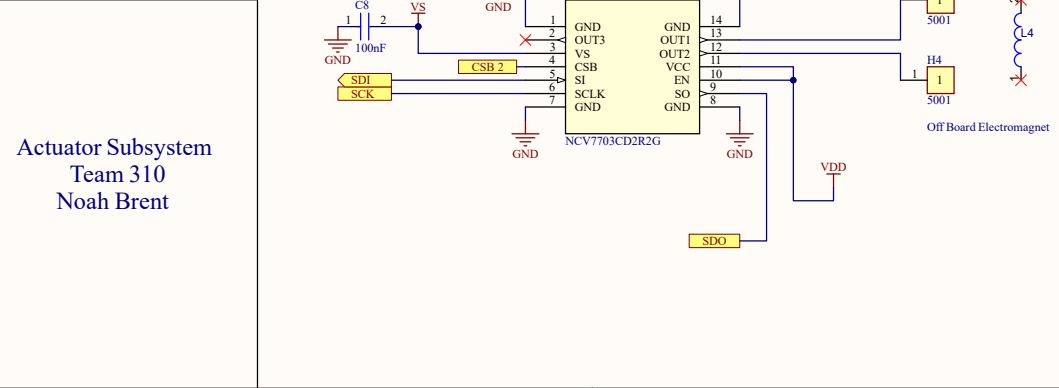 C8
VS
GND
1
2
100nF
GND
1
2
3
4
5
6
7
GND
OUT3
VS
CSB
SI
SCLK
GND
GND
OUT1
OUT2
VCC
EN
SO
GND
14
13
12
11
10
9
8
CSB 2
SDI
SCK
GND
NCV7703CD2R2G
GND
VDD
SDO
1
5001
L4
H4
1
1
5001
Off Board Electromagnet
Actuator Subsystem
Team 310
Noah Brent